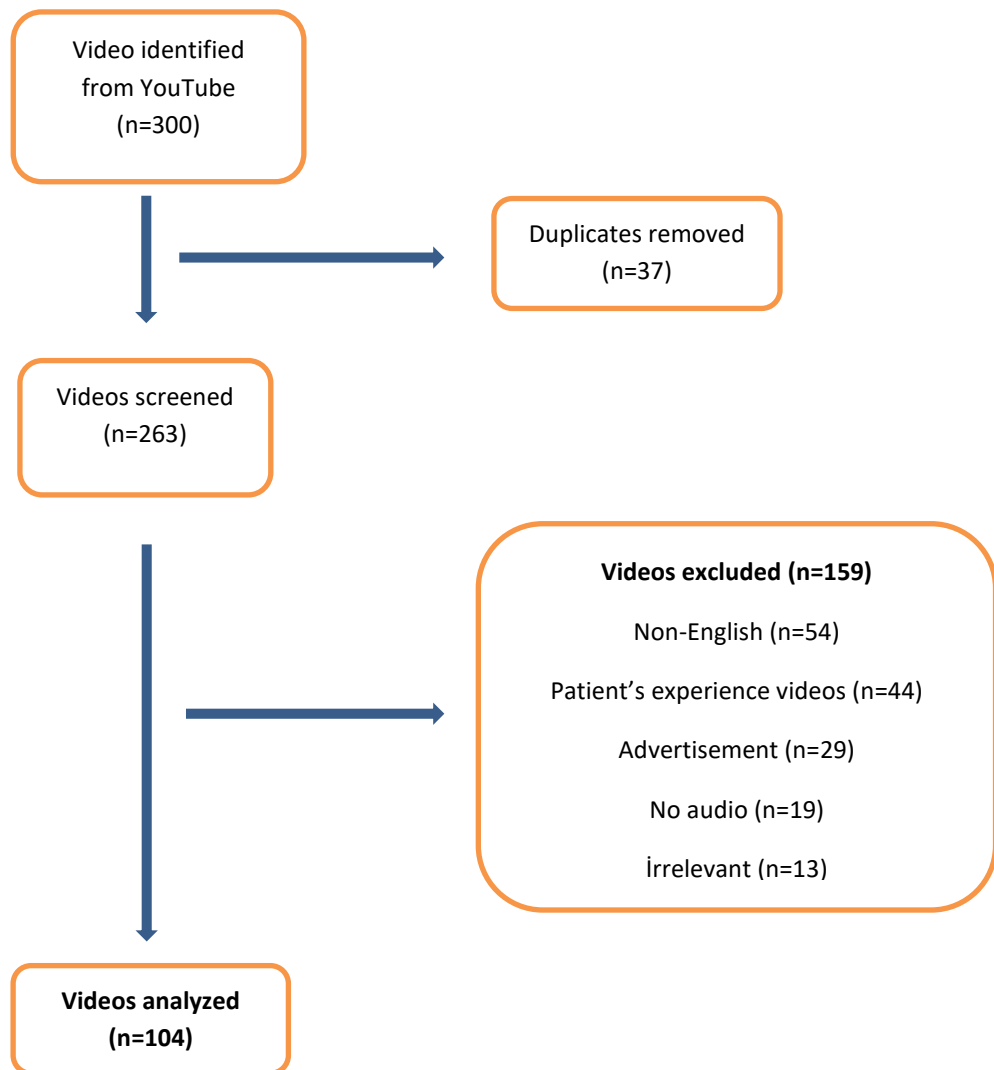 Video identified
from YouTube
(n=300)
Duplicates removed
(n=37)
Videos screened
(n=263)
Videos excluded (n=159)
Non-English (n=54)
Patient’s experience videos (n=44)
Advertisement (n=29)
No audio (n=19)
İrrelevant (n=13)
Videos analyzed
(n=104)